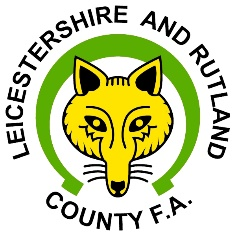 LEICESTERSHIRE AND RUTLAND
COUNTY F.A.